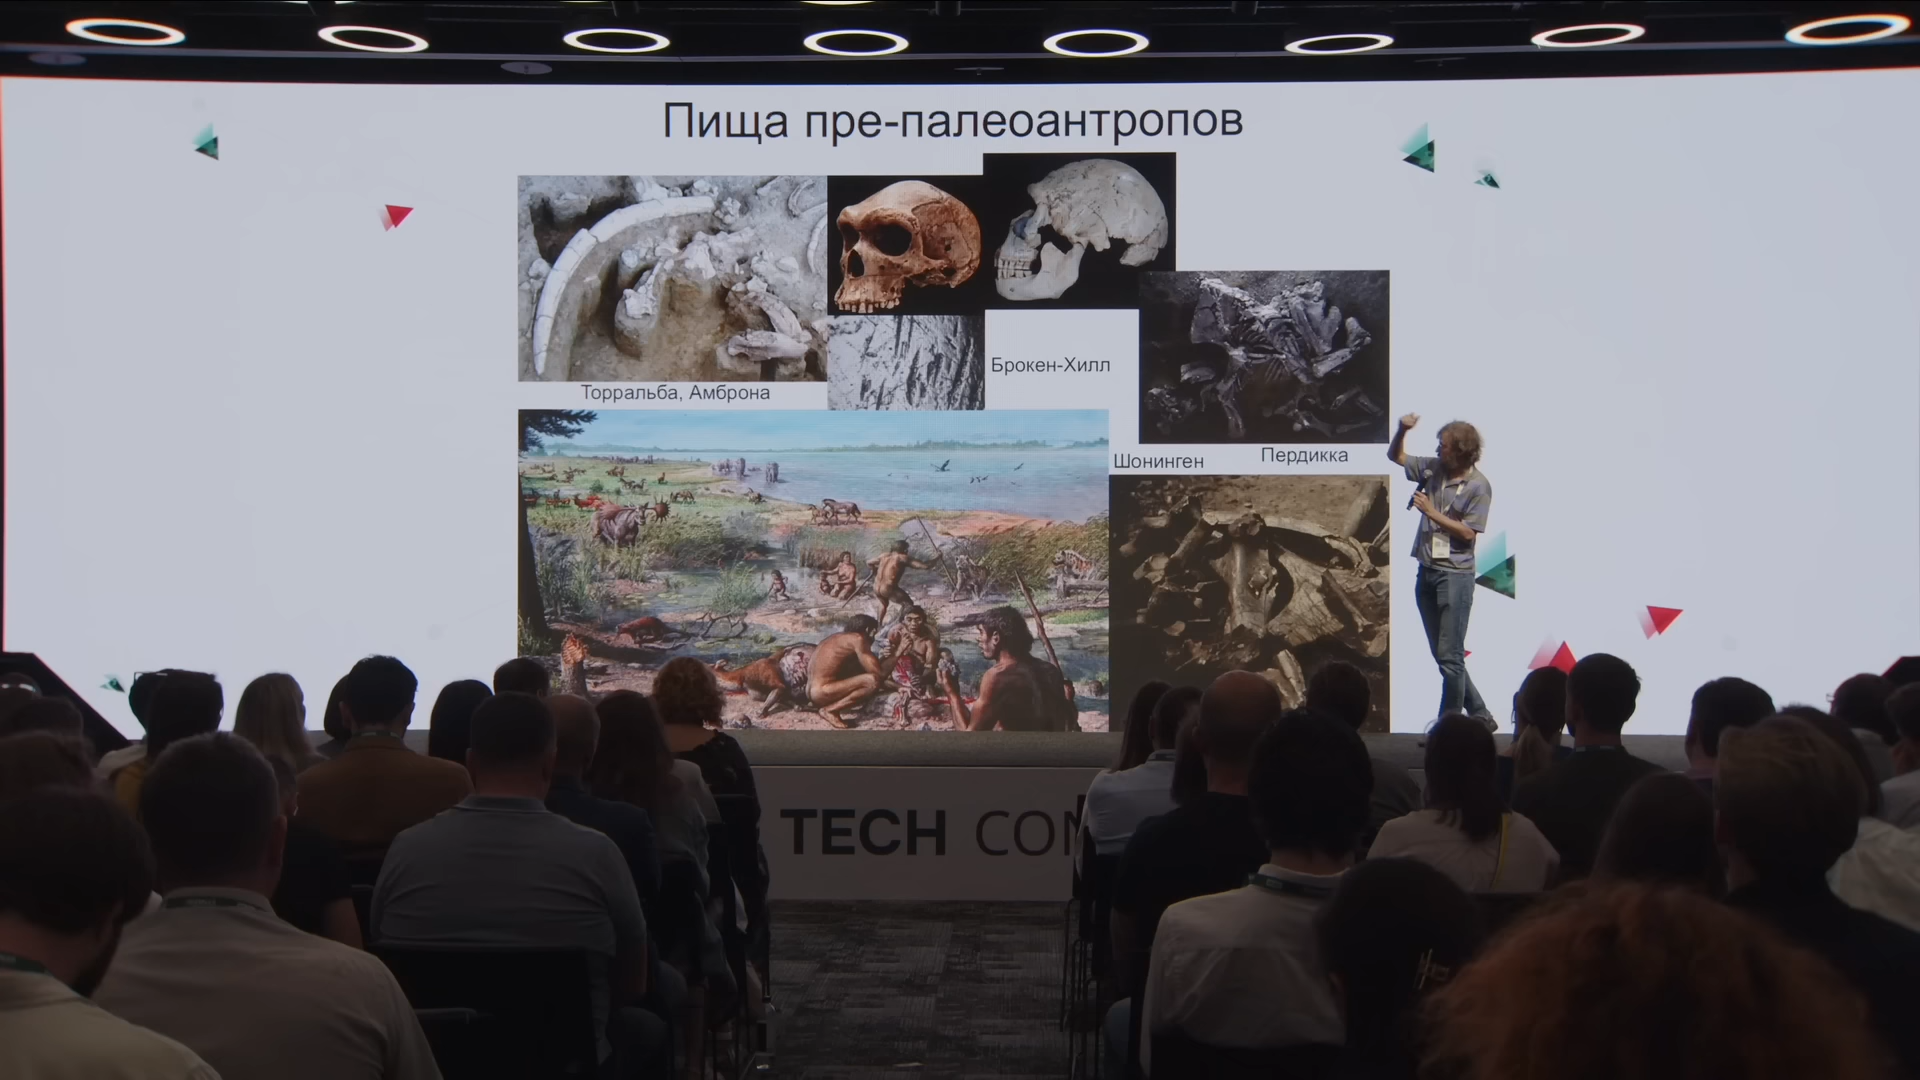 Пища пре-палеоантропов
Торральба, Амброна
Брокен-Хилл
Шонинген
Пердикка
TECH CON